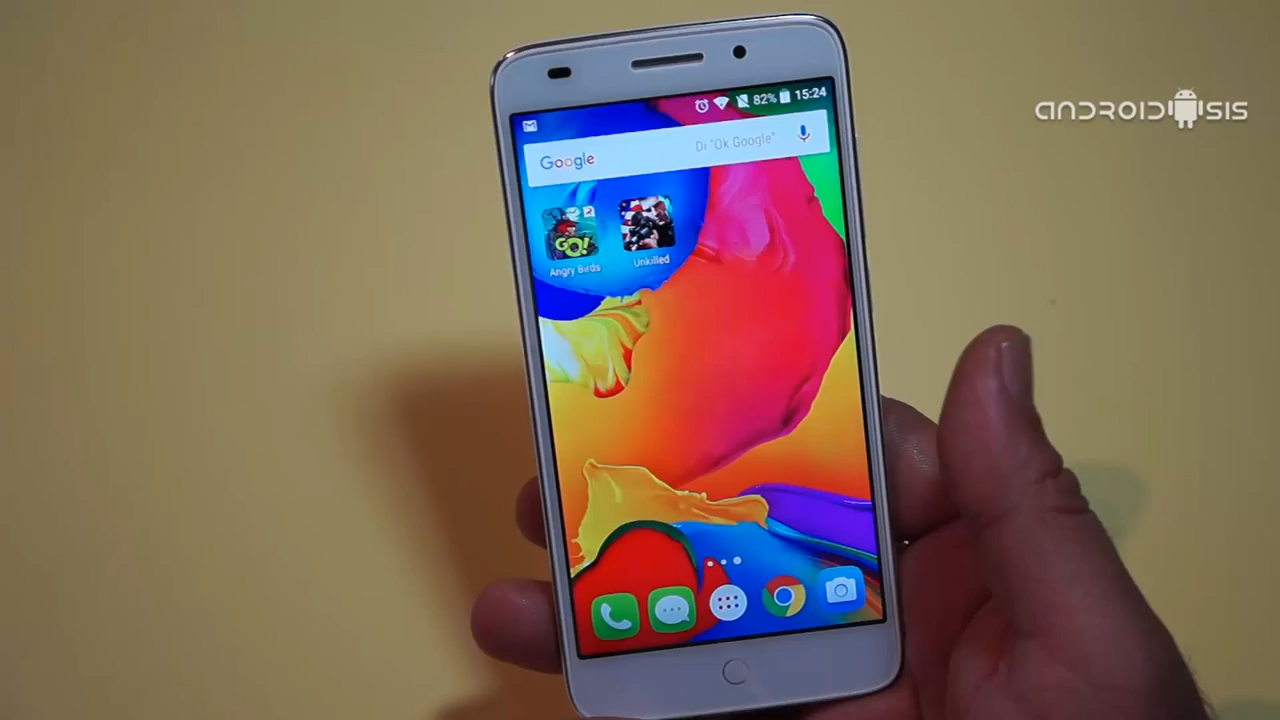 ANDROIDSIS
82% 15:24
Google Di "Ok Google"
GO!
Angry Birds Unkilled